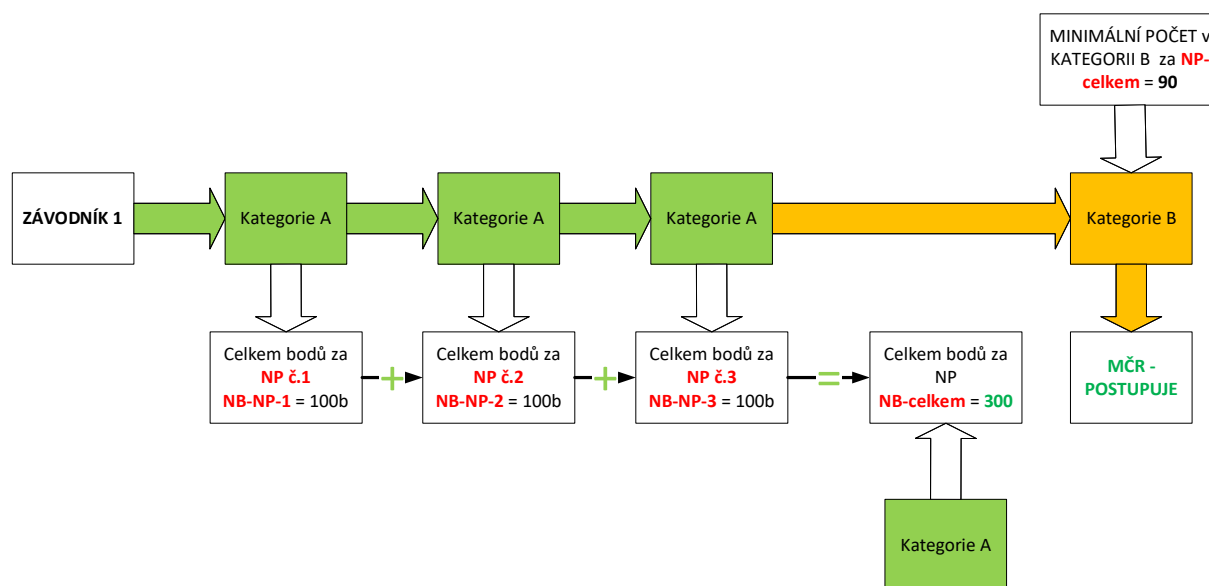 MINIMÁLNÍ POČET v
KATEGORII B za NP-
celkem = 90
ZÁVODNÍK 1
Kategorie A
Kategorie A
Kategorie A
Kategorie B
Celkem bodů za
NP č.1
NB-NP-1 = 100b
+
Celkem bodů za
NP č.2
NB-NP-2 = 100b
+
Celkem bodů za
NP č.3
NB-NP-3 = 100b
=
Celkem bodů za
NP
NB-celkem = 300
MČR -
POSTUPUJE
Kategorie A